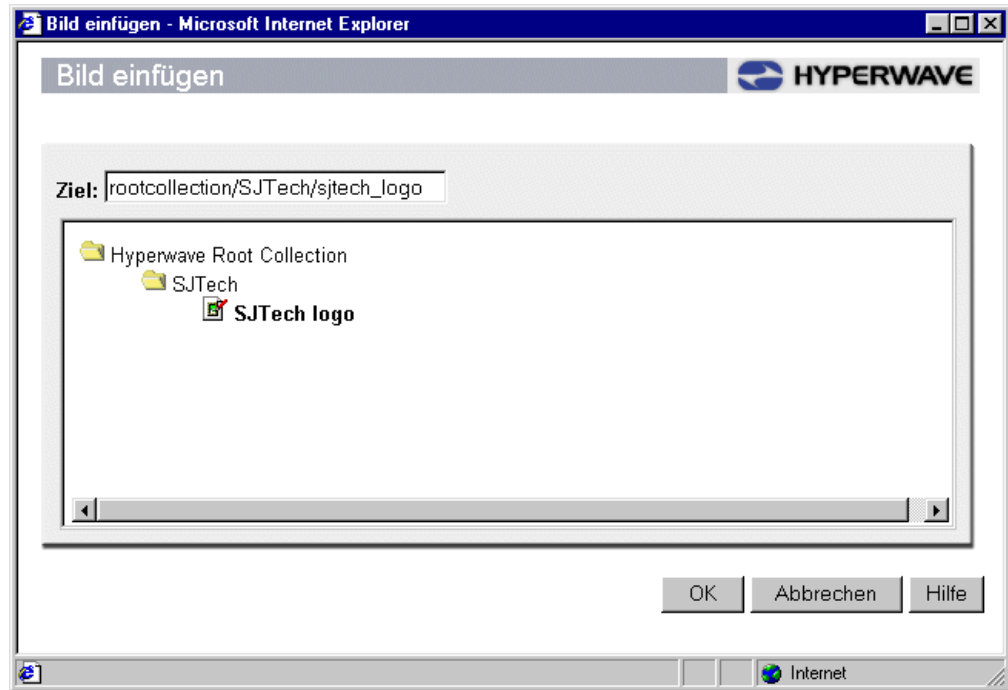 Bild einfügen - Microsoft Internet Explorer
Bild einfügen HYPERWAVE
Ziel: rootcollection/SJTech/sjtech_logo
Hyperwave Root Collection
SJTech
SJTech logo
OK Abbrechen Hilfe
Internet